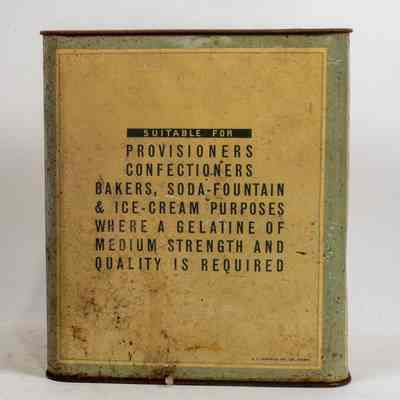 SUITABLE FOR
PROVISIONERS
CONFECTIONERS
BAKERS, SODA-FOUNTAIN
& ICE-CREAM PURPOSES
WHERE A GELATINE OF
MEDIUM STRENGTH AND
QUALITY IS REQUIRED